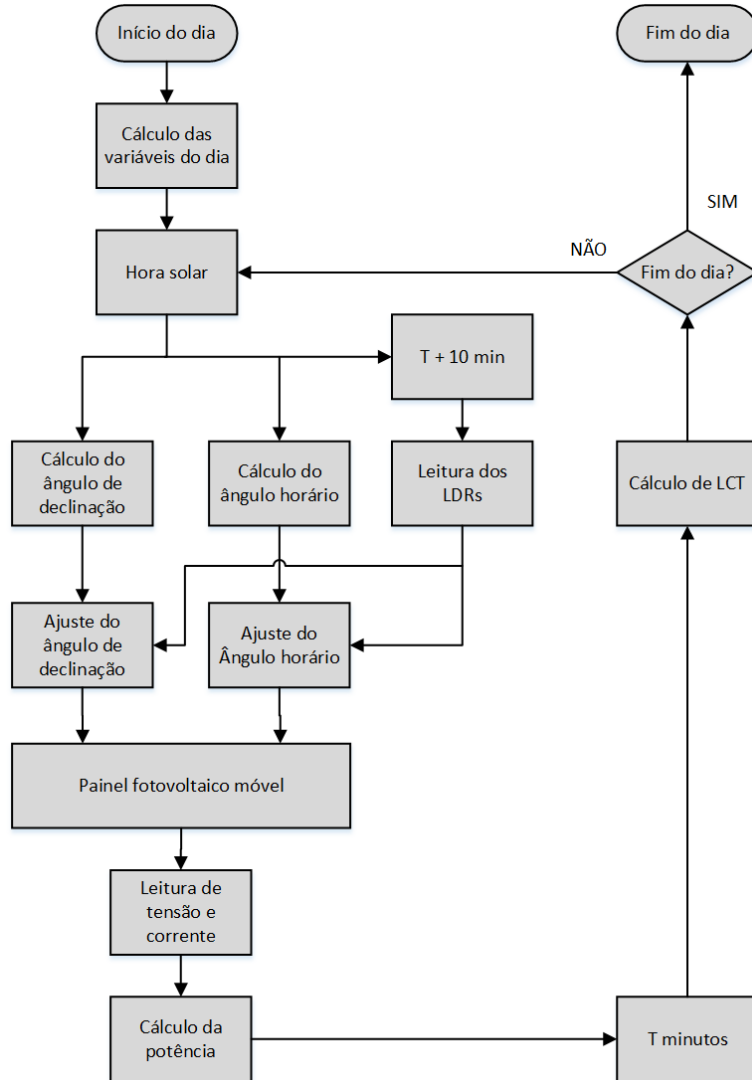 Início do dia
Fim do dia
Cálculo das
variáveis do dia
SIM
NÃO
Hora solar
Fim do dia?
T + 10 min
Cálculo do
ângulo de
declinação
Cálculo do
ângulo horário
Leitura dos
LDRs
Cálculo de LCT
Ajuste do
ângulo de
declinação
Ajuste do
Ângulo horário
Painel fotovoltaico móvel
Leitura de
tensão e
corrente
Cálculo da
potência
T minutos